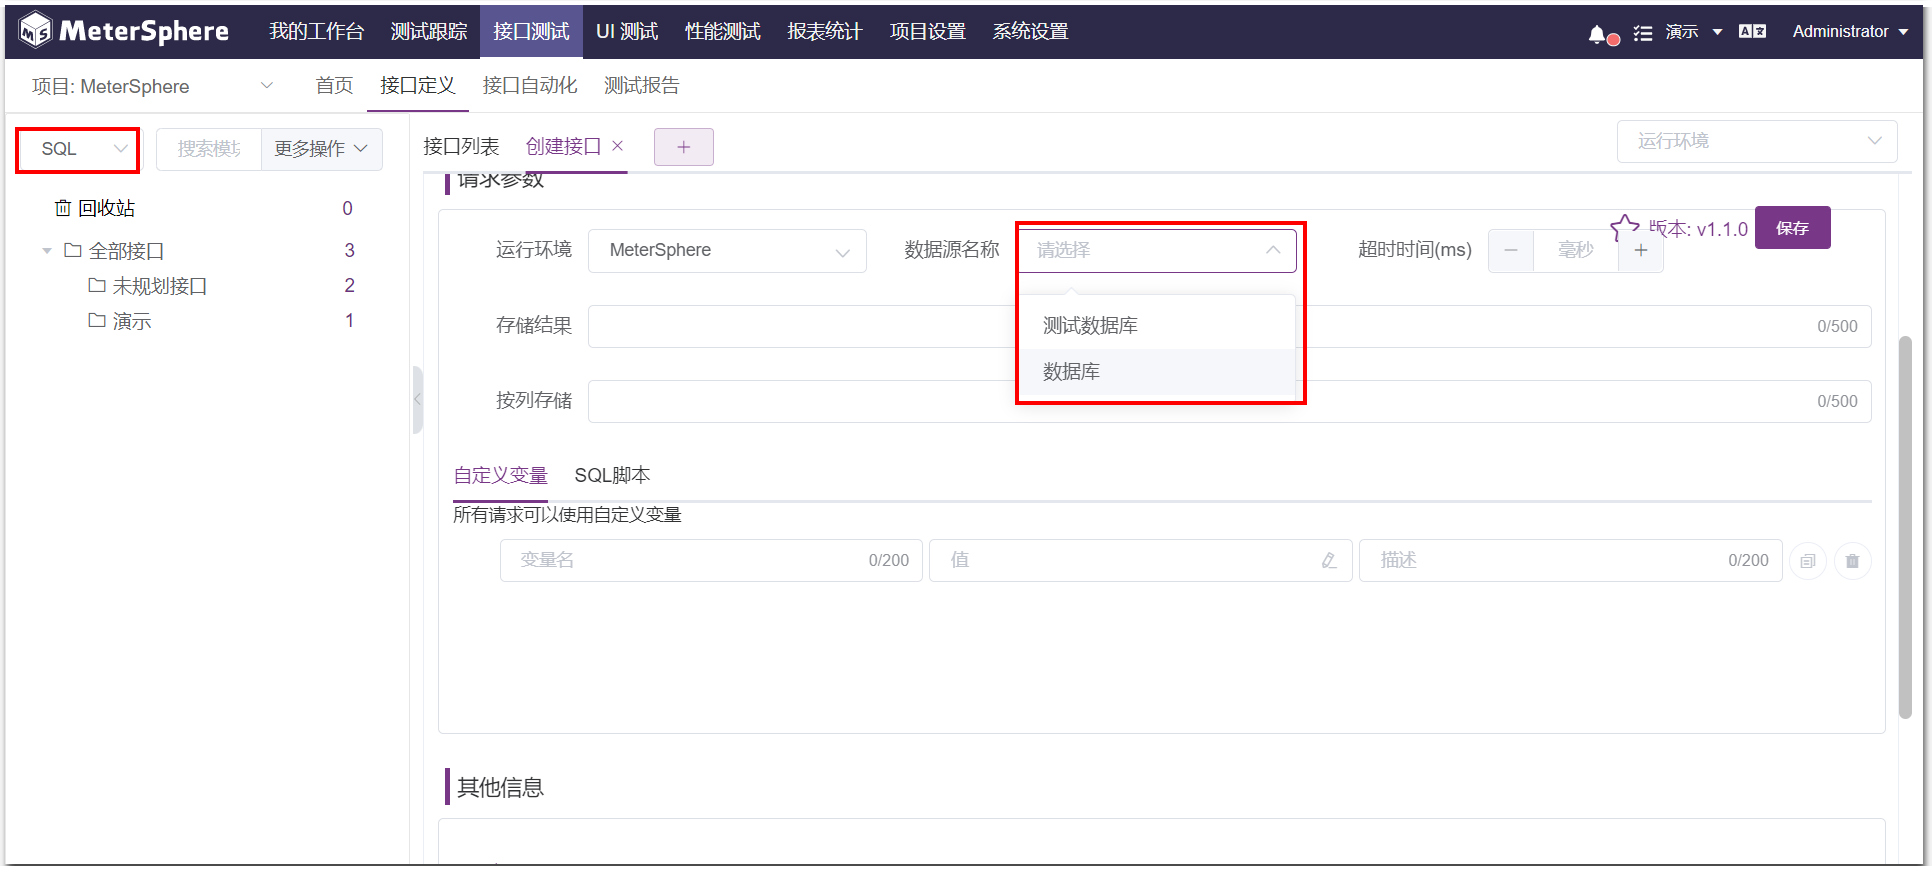 MeterSphere 我的工作台 测试跟踪 接口测试 UI 测试 性能测试 报表统计 项目设置 系统设置 演示 Administrator
项目: MeterSphere 首页 接口定义 接口自动化 测试报告
SQL 搜索模块 更多操作
接口列表 创建接口 运行环境
请求参数
回收站 0
全部接口 3
未规划接口 2
演示 1
版本: v1.1.0 保存
运行环境 MeterSphere 数据源名称 请选择 超时时间(ms) − 毫秒 +
测试数据库
数据库
存储结果 0/500
按列存储 0/500
自定义变量 SQL脚本
所有请求可以使用自定义变量
变量名 0/200 值 描述 0/200
其他信息